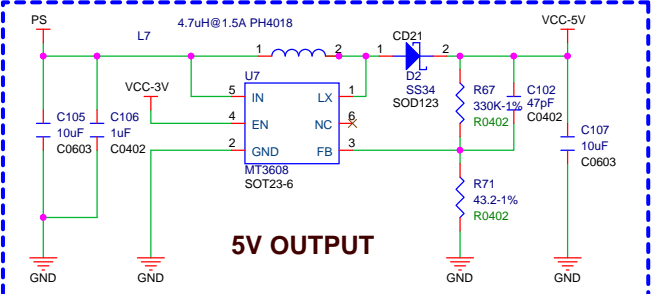 PS
L7
4.7uH@1.5A PH4018
CD21
VCC-5V
1
2
1
2
VCC-3V
U7
D2
SS34
SOD123
R67
330K-1%
R0402
C102
47pF
C0402
C105
10uF
C0603
C106
1uF
C0402
5
IN
LX
1
4
EN
NC
6
2
GND
FB
3
MT3608
SOT23-6
C107
10uF
C0603
R71
43.2-1%
R0402
5V OUTPUT
GND
GND
GND
GND